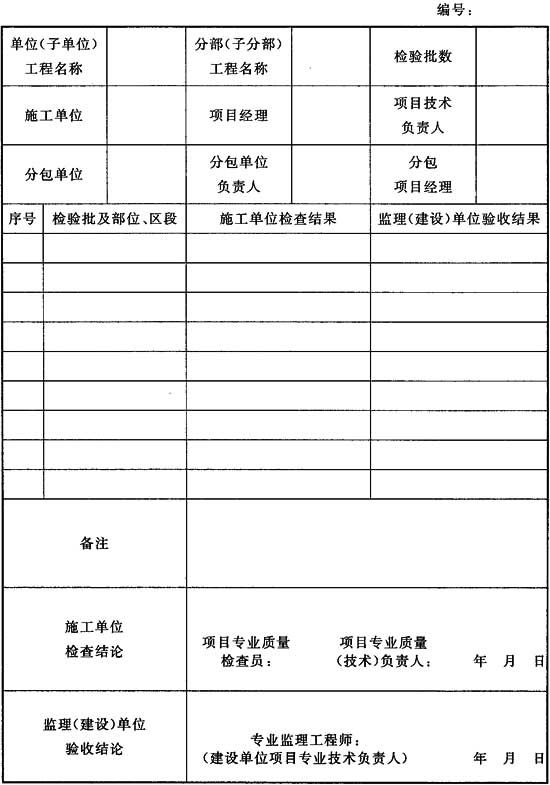 编号：
单位（子单位）
工程名称
分部（子分部）
工程名称
检验批数
施工单位
项目经理
项目技术
负责人
分包单位
分包单位
负责人
分包
项目经理
序号 检验批及部位、区段 施工单位检查结果 监理（建设）单位验收结果
备注
施工单位
检查结论
项目专业质量
检查员：
项目专业质量
（技术）负责人： 年 月 日
监理（建设）单位
验收结论
专业监理工程师：
（建设单位项目专业技术负责人） 年 月 日